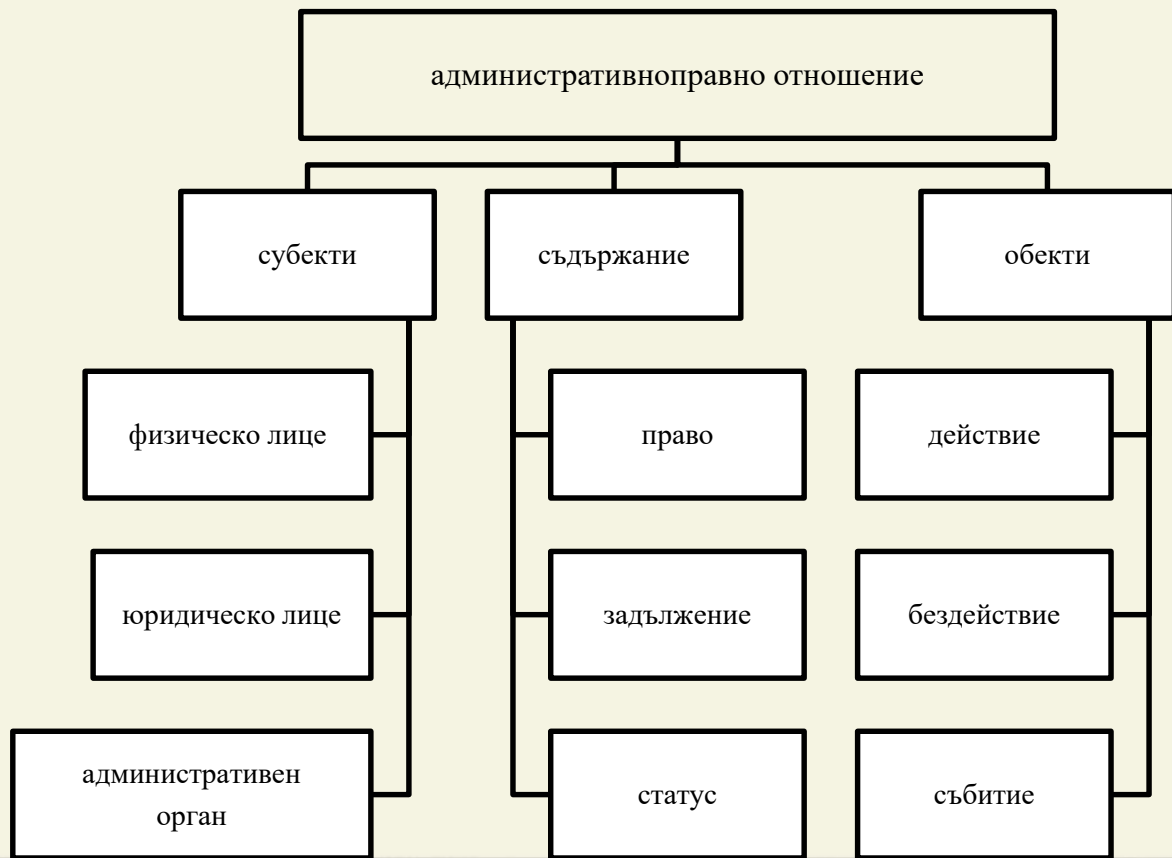 административноправно отношение
субекти
съдържание
обекти
физическо лице
право
действие
юридическо лице
задължение
бездействие
административен
орган
статус
събитие